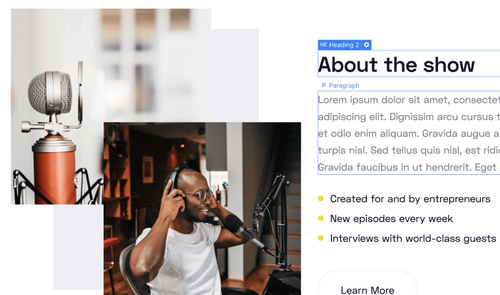 H2 Heading 2
About the show
P Paragraph
Lorem ipsum dolor sit amet,
adipiscing elit. Dignissim arcu cursus
et odio enim aliquam. Gravida augue a
turpis nisl. Sed tellus quis nisl, est
Gravida faucibus in ut hendrerit. Eget
Created for and by entrepreneurs
New episodes every week
Interviews with world-class guests
Learn More